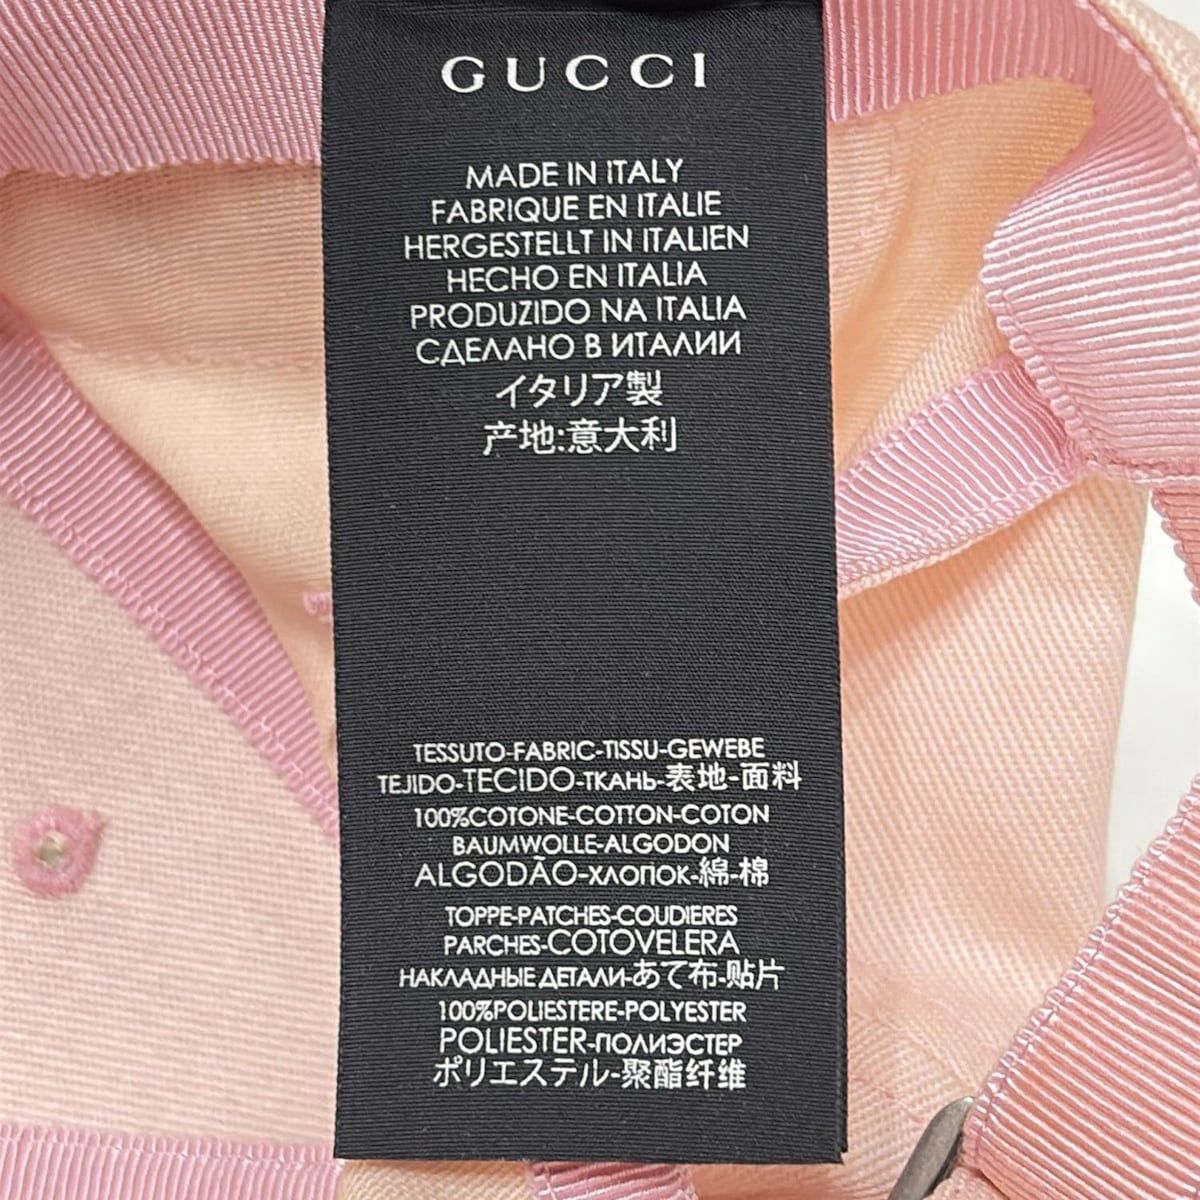 GUCCI
MADE IN ITALY
FABRIQUE EN ITALIE
HERGESTELLT IN ITALIEN
HECHO EN ITALIA
PRODUZIDO NA ITALIA
СДЕЛАНО В ИТАЛИИ
イタリア製
产地:意大利
TESSUTO-FABRIC-TISSU-GEWEBE
TEJIDO-TECIDO-ТКАНЬ-表地-面料
100%COTONE-COTTON-COTON
BAUMWOLLE-ALGODON
ALGODÃO-ХЛОПОК-綿-棉
TOPPE-PATCHES-COUDIERES
PARCHES-COTOVELERA
НАКЛАДНЫЕ ДЕТАЛИ-あて布-贴片
100%POLIESTERE-POLYESTER
POLIESTER-ПОЛИЭСТЕР
ポリエステル-聚酯纤维